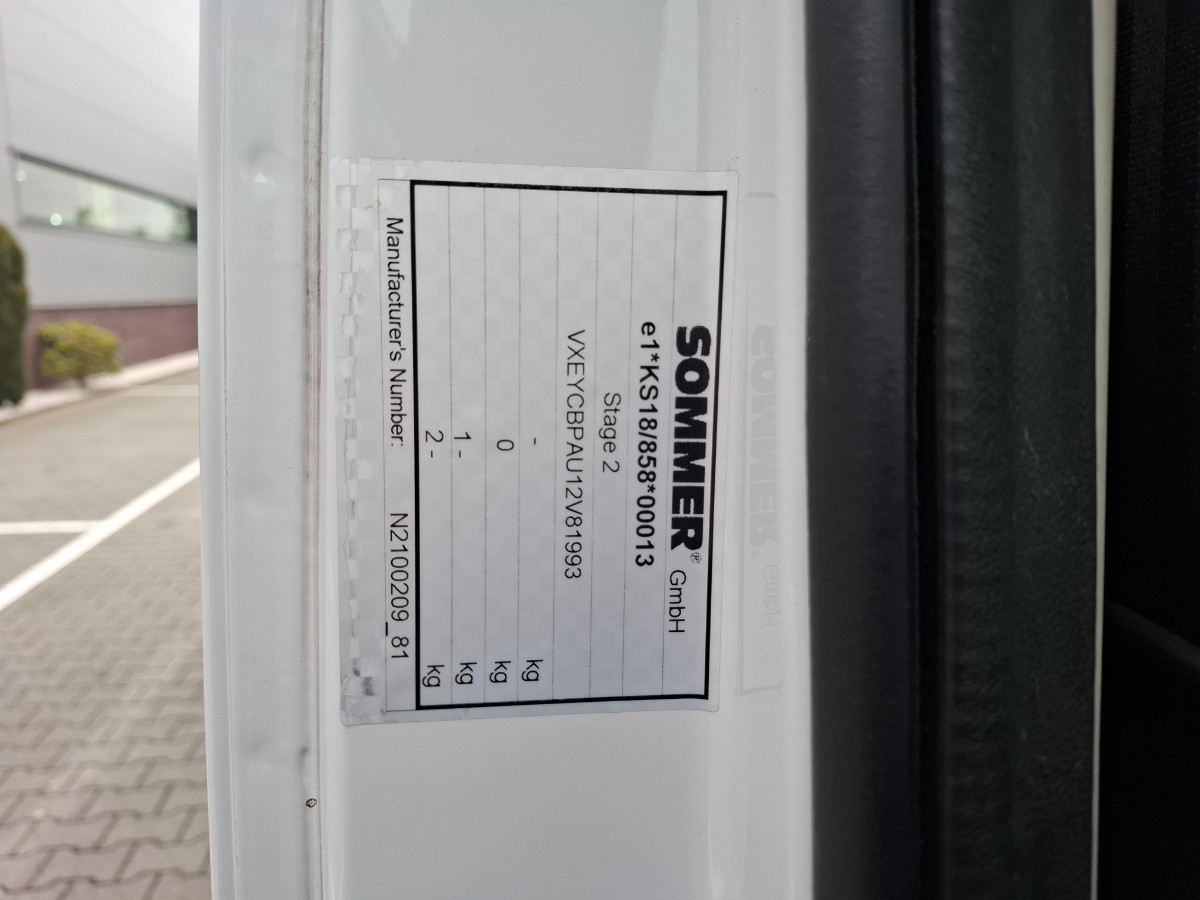 SOMMER® GmbH
e1*KS18/858*00013
Stage 2
VXEYCBPAU12V81993
- kg
0 kg
1 - kg
2 - kg
Manufacturer's Number: N2100209_81